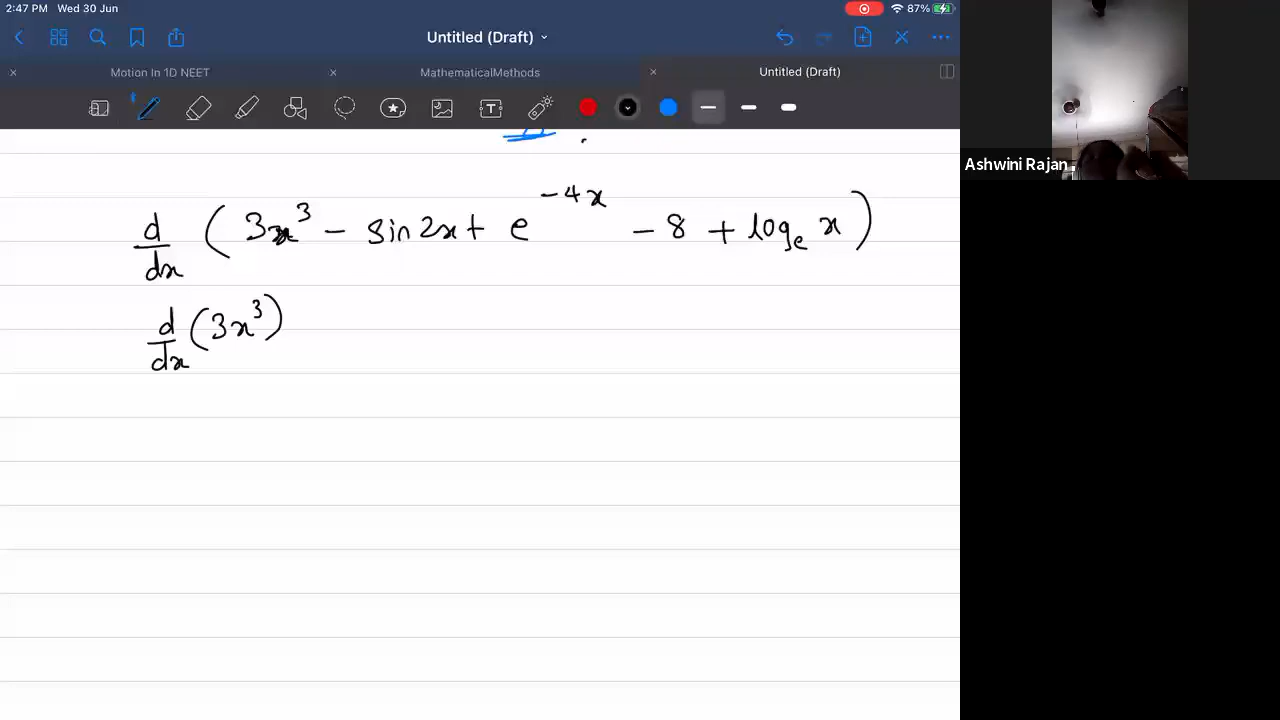 2:47 PM Wed 30 Jun 87%
Untitled (Draft)
Motion In 1D NEET MathematicalMethods Untitled (Draft)
T
Ashwini Rajan
d/dx (3x³ - sin 2x + e^(-4x) - 8 + logₑ x)
d/dx (3x³)